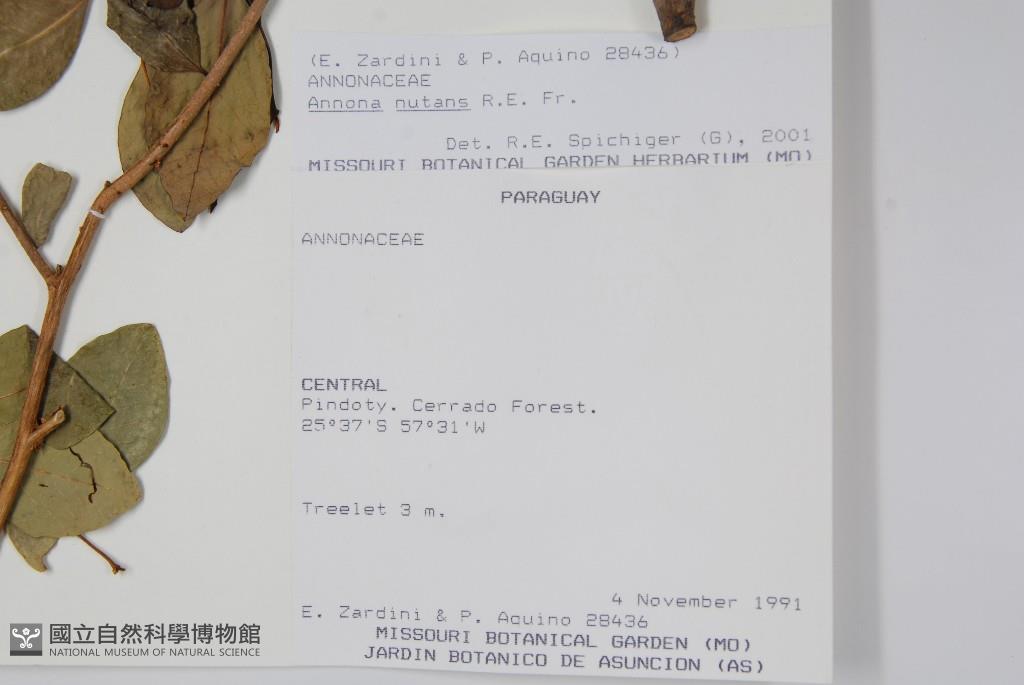 (E. Zardini & P. Aquino 28436)
ANNONACEAE
Annona nutans R.E. Fr.
Det. R.E. Spichiger (G), 2001
MISSOURI BOTANICAL GARDEN HERBARIUM (MO)
PARAGUAY
ANNONACEAE
CENTRAL
Pindoty. Cerrado Forest.
25°37'S 57°31'W
Treelet 3 m.
4 November 1991
E. Zardini & P. Aquino 28436
MISSOURI BOTANICAL GARDEN (MO)
JARDIN BOTANICO DE ASUNCION (AS)
國立自然科學博物館
NATIONAL MUSEUM OF NATURAL SCIENCE